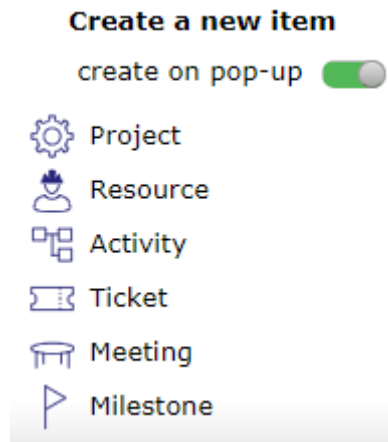 Create a new item
create on pop-up
Project
Resource
Activity
Ticket
Meeting
Milestone